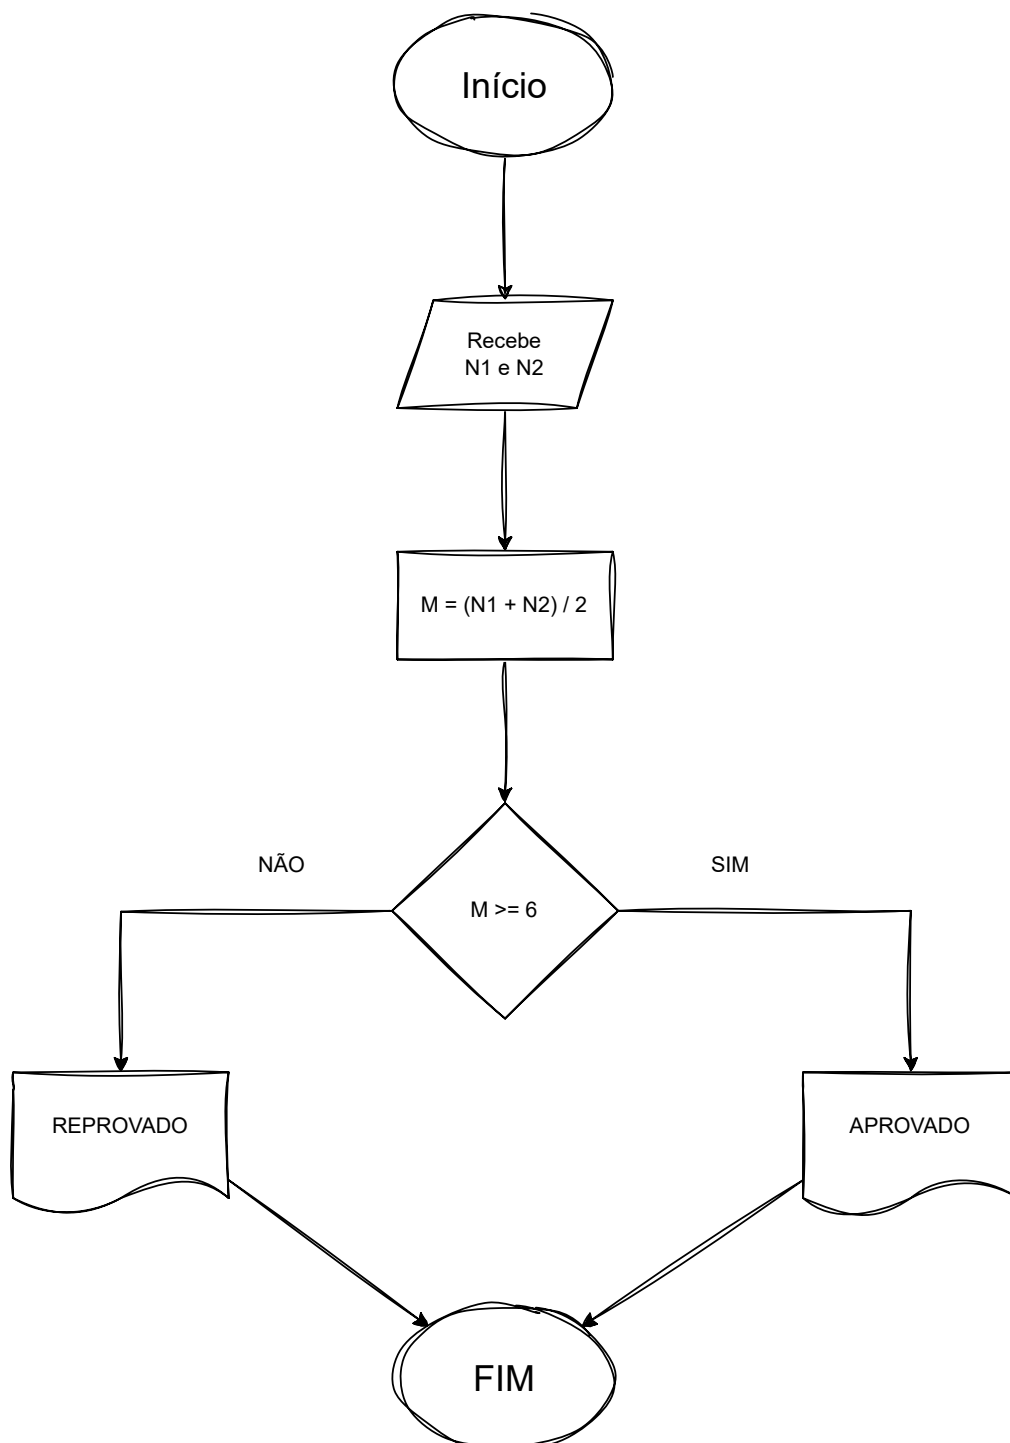 Início
Recebe
N1 e N2
M = (N1 + N2) / 2
NÃO
SIM
M >= 6
REPROVADO
APROVADO
FIM